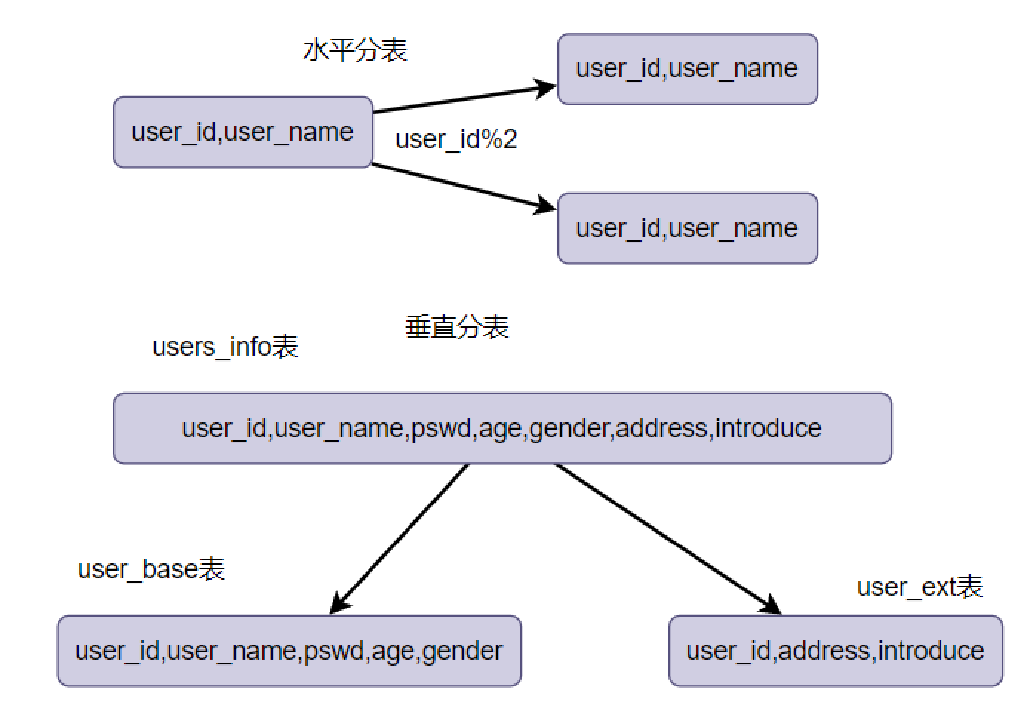 水平分表
user_id,user_name
user_id,user_name
user_id%2
user_id,user_name
垂直分表
users_info表
user_id,user_name,pswd,age,gender,address,introduce
user_base表
user_ext表
user_id,user_name,pswd,age,gender
user_id,address,introduce